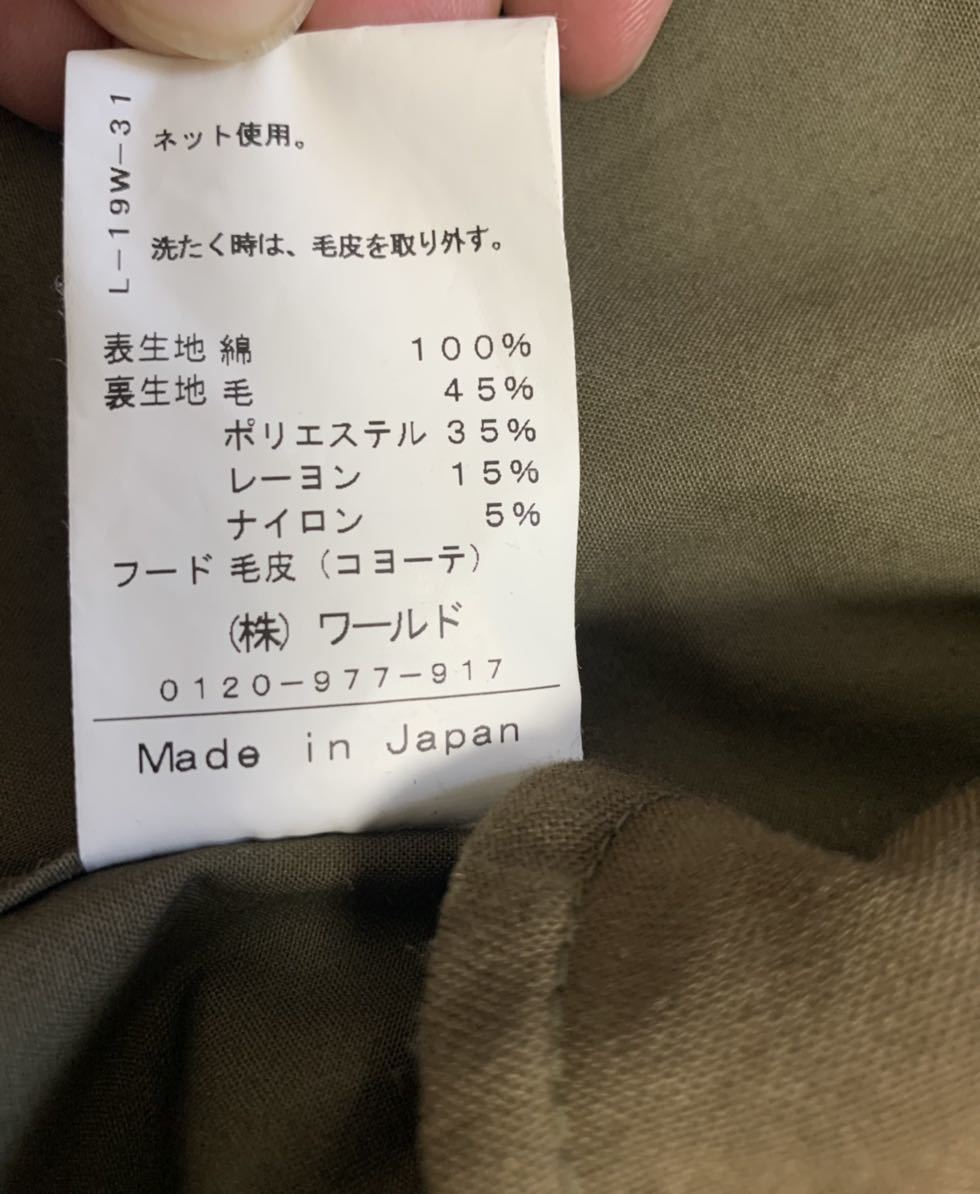 L－19W－31
ネット使用。
洗たく時は、毛皮を取り外す。
表生地 綿 100％
裏生地 毛 45％
ポリエステル 35％
レーヨン 15％
ナイロン 5％
フード 毛皮（コヨーテ）
（株）ワールド
0120－977－917
Made in Japan